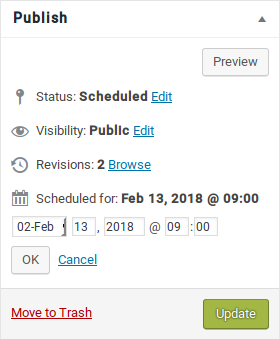 Publish
Preview
Status: Scheduled Edit
Visibility: Public Edit
Revisions: 2 Browse
Scheduled for: Feb 13, 2018 @ 09:00
02-Feb 13, 2018 @ 09:00
OK Cancel
Move to Trash Update